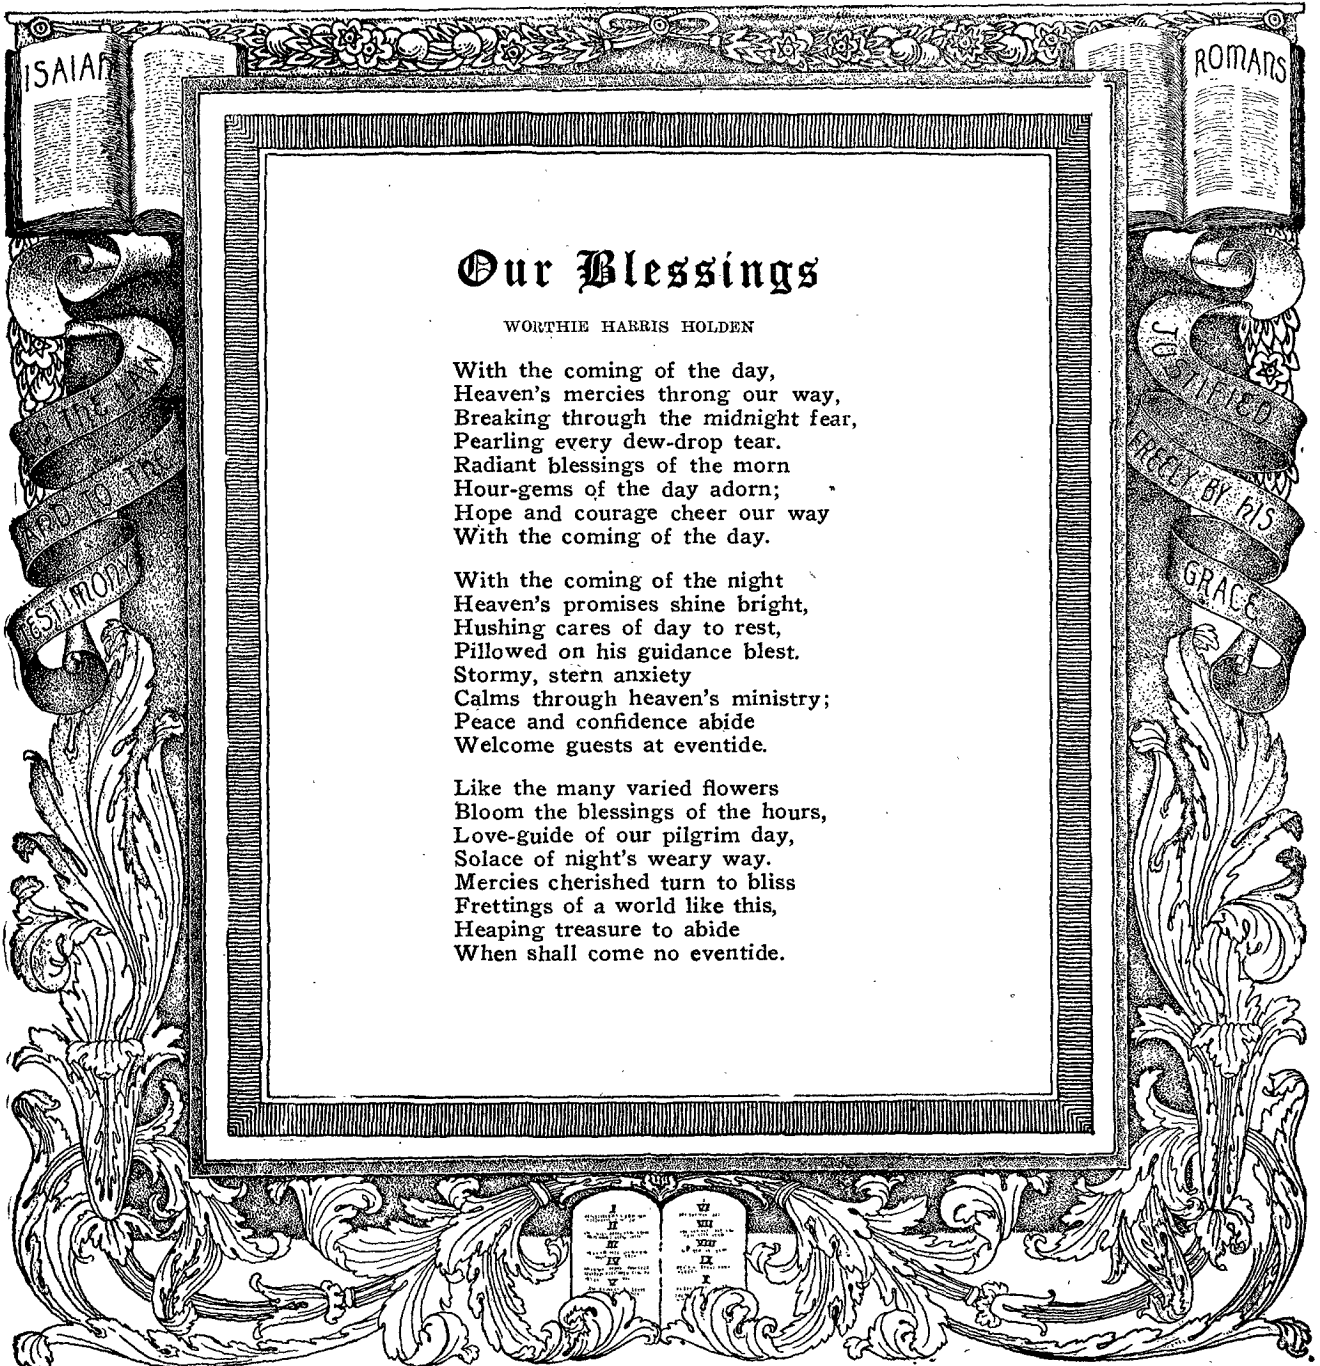 ISAIAH
ROMANS
Our Blessings
WORTHIE HARRIS HOLDEN
With the coming of the day,
Heaven's mercies throng our way,
Breaking through the midnight fear,
Pearling every dew-drop tear.
Radiant blessings of the morn
Hour-gems of the day adorn;
Hope and courage cheer our way
With the coming of the day.
With the coming of the night
Heaven's promises shine bright,
Hushing cares of day to rest,
Pillowed on his guidance blest.
Stormy, stern anxiety
Calms through heaven's ministry;
Peace and confidence abide
Welcome guests at eventide.
Like the many varied flowers
Bloom the blessings of the hours,
Love-guide of our pilgrim day,
Solace of night's weary way.
Mercies cherished turn to bliss
Frettings of a world like this,
Heaping treasure to abide
When shall come no eventide.
TO THE LAW
AND TO THE
TESTIMONY
JUSTIFIED
FREELY BY HIS
GRACE
I
II
III
IV
V
VI
VII
VIII
IX
X